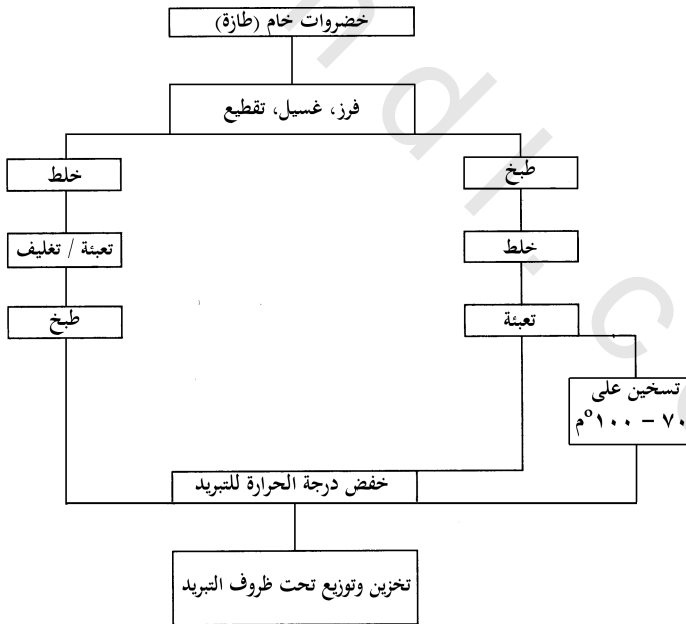 خضروات خام (طازة)
فرز، غسيل، تقطيع
طبخ
خلط
تعبئة
تسخين على
٧٠ - ١٠٠°م
خلط
تعبئة / تغليف
طبخ
خفض درجة الحرارة للتبريد
تخزين وتوزيع تحت ظروف التبريد